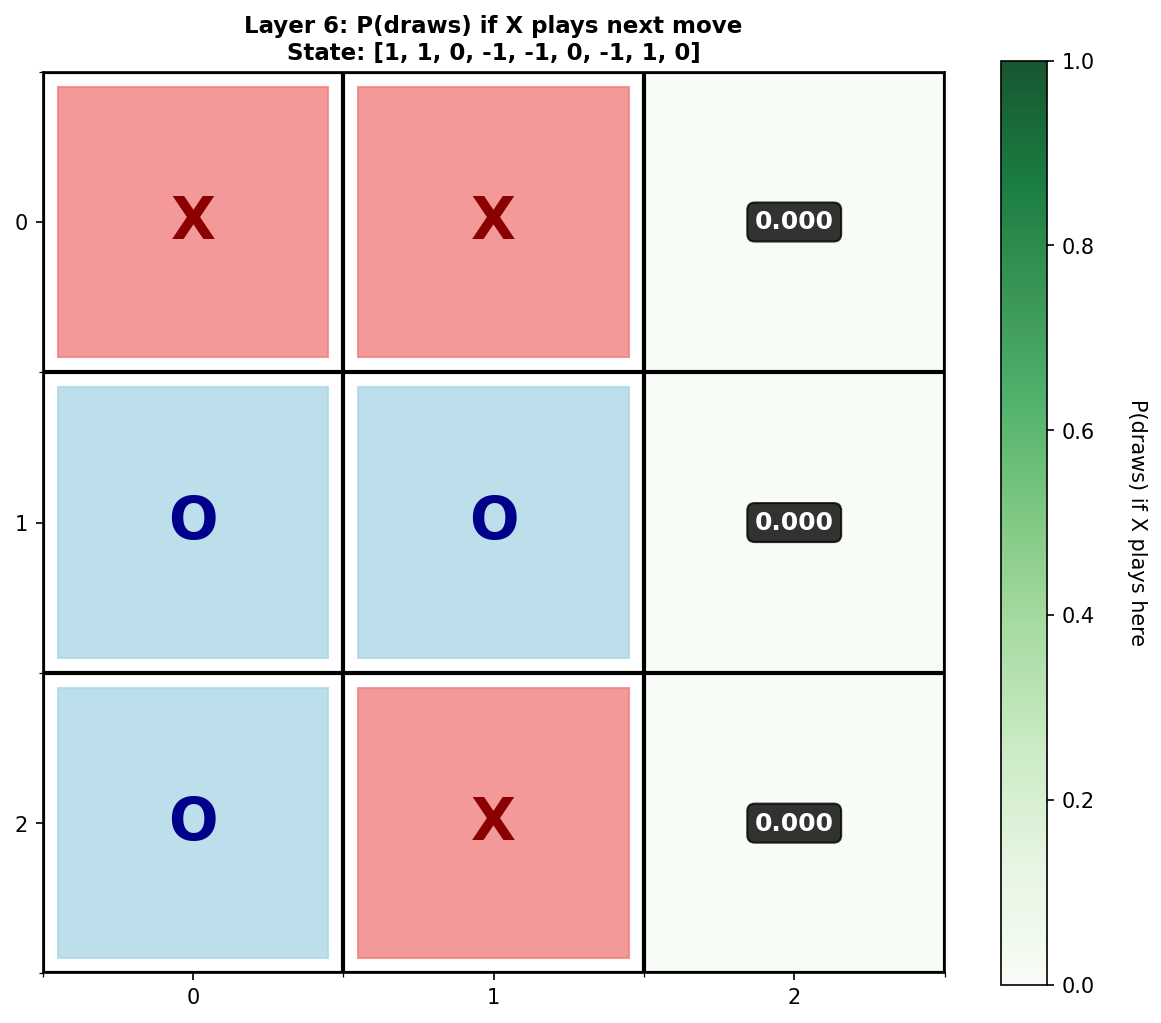 Layer 6: P(draws) if X plays next move
State: [1, 1, 0, -1, -1, 0, -1, 1, 0]
X X 0.000
O O 0.000
O X 0.000
0
1
2
0 1 2
1.0
0.8
0.6
0.4
0.2
0.0
P(draws) if X plays here